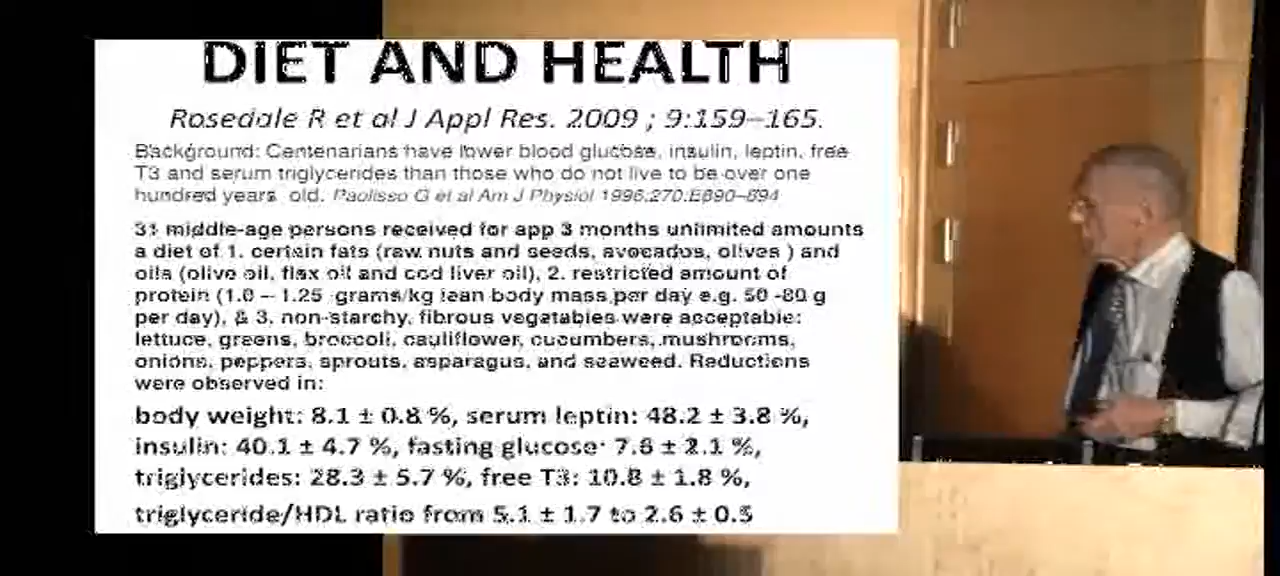 DIET AND HEALTH
Rosedale R et al J Appl Res. 2009 ; 9:159–165.
Background: Centenarians have lower blood glucose, insulin, leptin, free
T3 and serum triglycerides than those who do not live to be over one
hundred years old. Paolisso G et al Am J Physiol 1996;270:E890–894
31 middle-age persons received for app 3 months unlimited amounts
a diet of 1. certain fats (raw nuts and seeds, avocados, olives ) and
oils (olive oil, flax oil and cod liver oil), 2. restricted amount of
protein (1.0 – 1.25 grams/kg lean body mass per day e.g. 50 -80 g
per day), & 3. non-starchy, fibrous vegetables were acceptable:
lettuce, greens, broccoli, cauliflower, cucumbers, mushrooms,
onions, peppers, sprouts, asparagus, and seaweed. Reductions
were observed in:
body weight: 8.1 ± 0.8 %, serum leptin: 48.2 ± 3.8 %,
insulin: 40.1 ± 4.7 %, fasting glucose: 7.6 ± 2.1 %,
triglycerides: 28.3 ± 5.7 %, free T3: 10.8 ± 1.8 %,
triglyceride/HDL ratio from 5.1 ± 1.7 to 2.6 ± 0.5